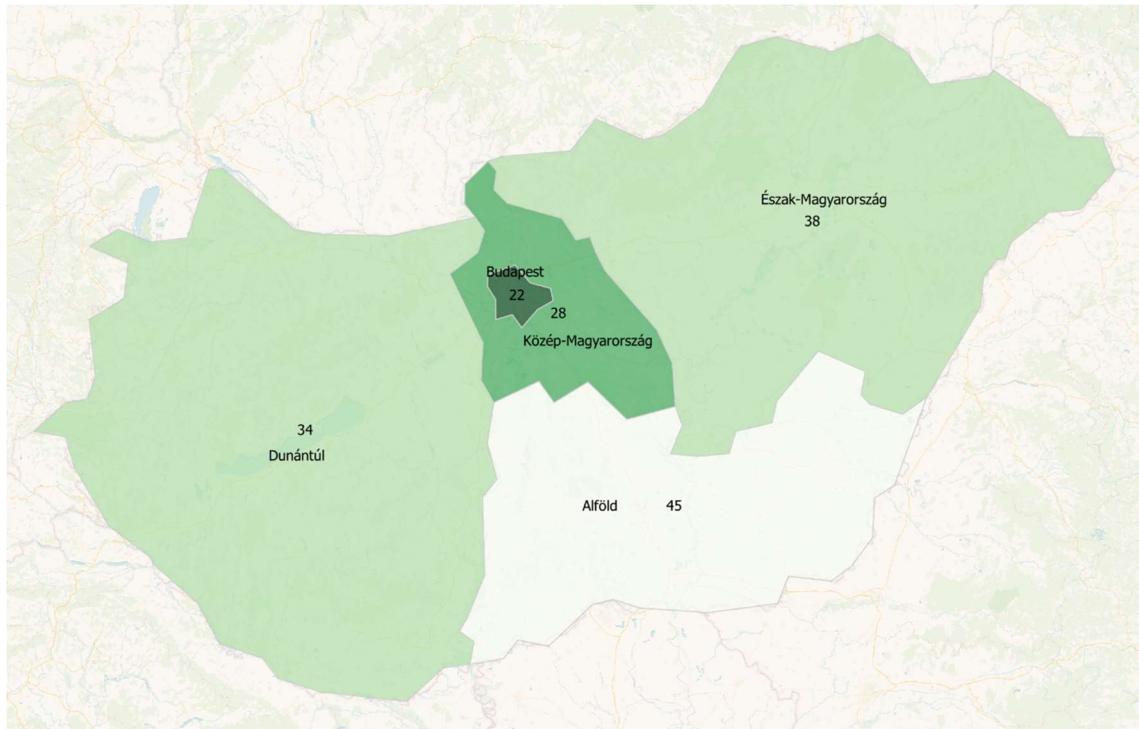 Észak-Magyarország
38
Budapest
22
28
Közép-Magyarország
34
Dunántúl
Alföld 45